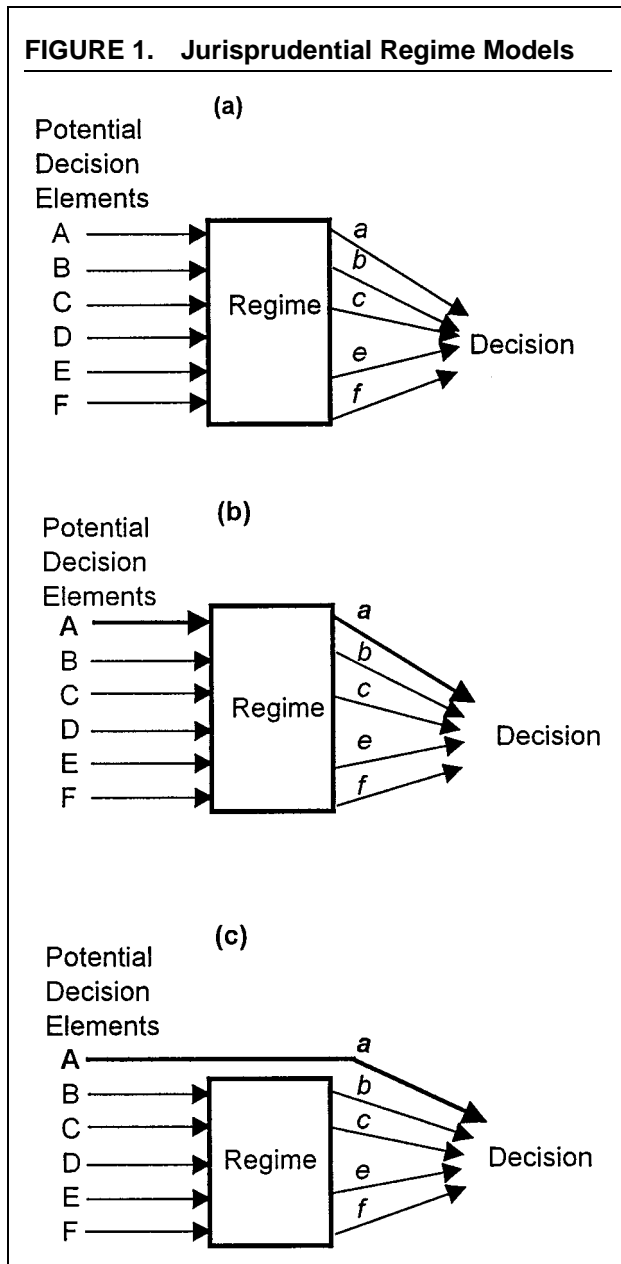 FIGURE 1. Jurisprudential Regime Models
(a)
Potential
Decision
Elements
A
B
C
D
E
F
Regime
a
b
c
e
f
Decision
(b)
Potential
Decision
Elements
A
B
C
D
E
F
Regime
a
b
c
e
f
Decision
(c)
Potential
Decision
Elements
A
B
C
D
E
F
Regime
a
b
c
e
f
Decision